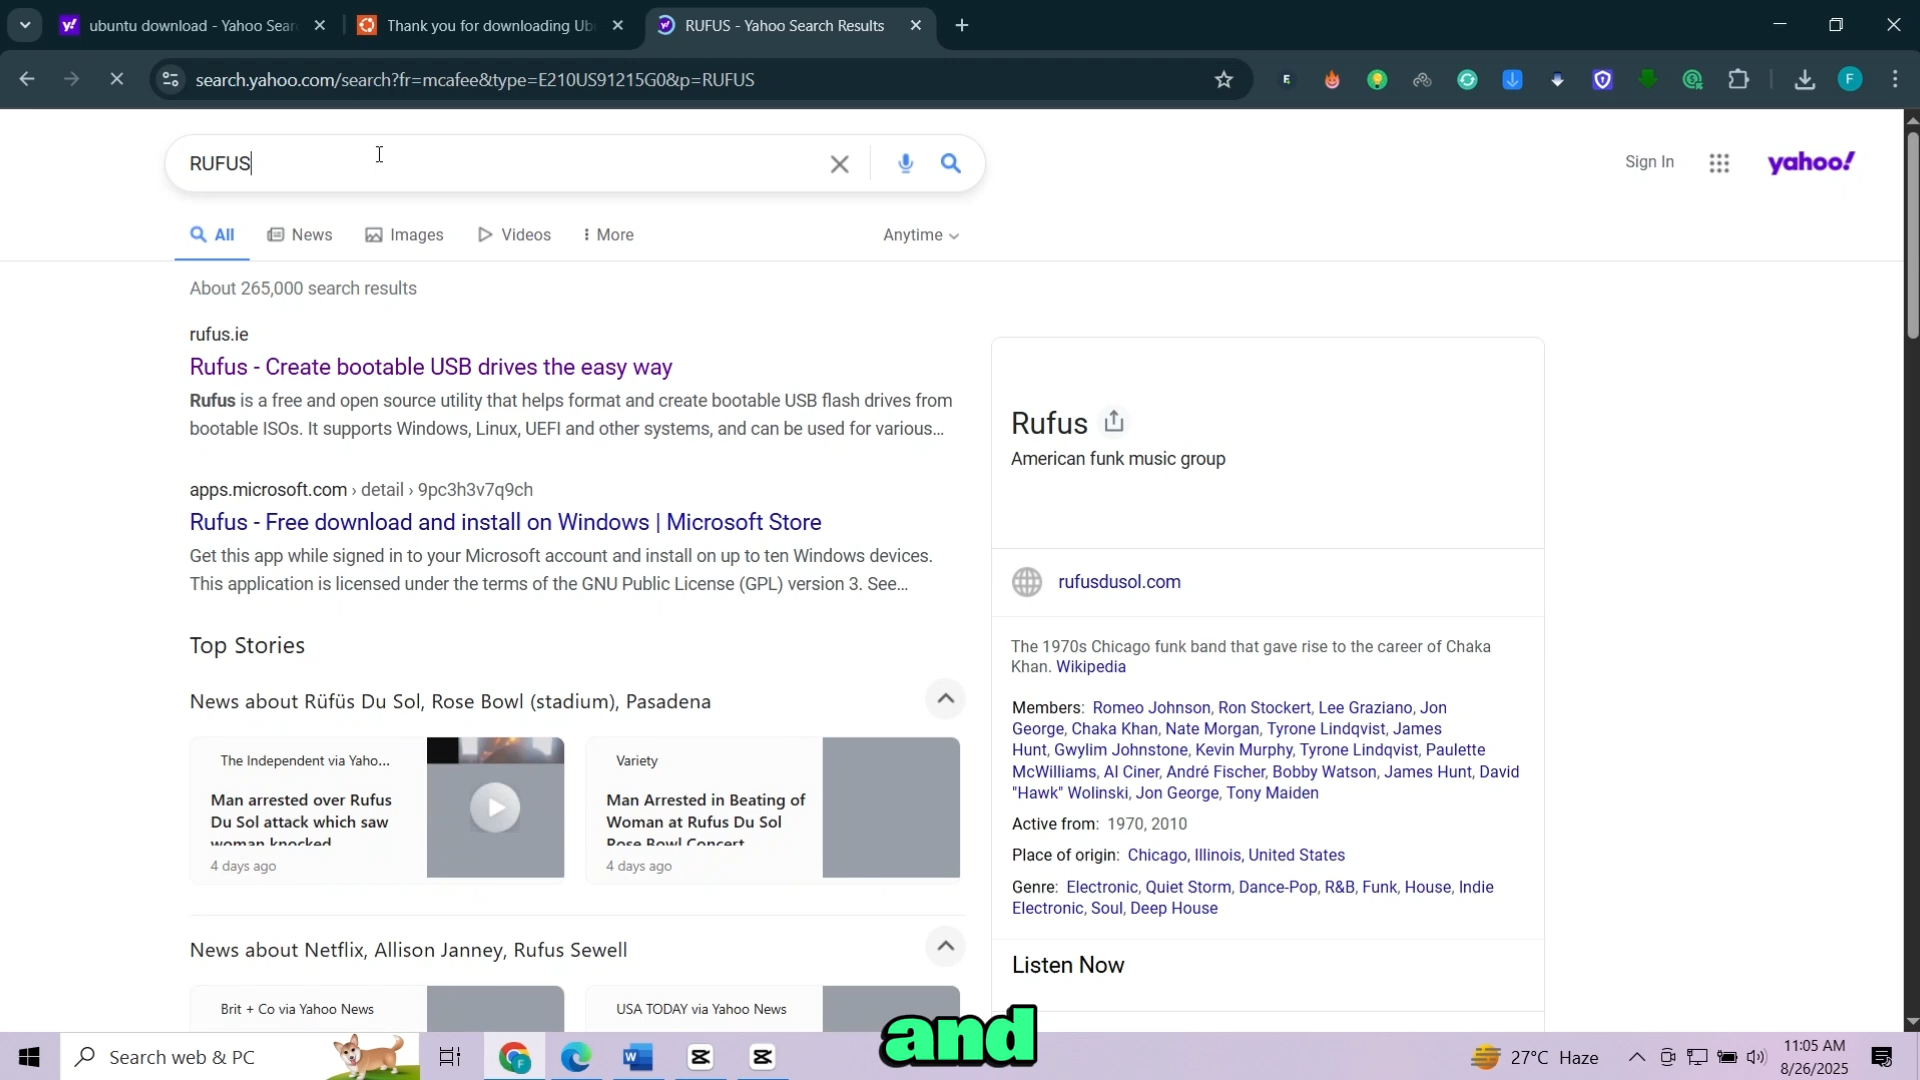 ubuntu download - Yahoo Sear
Thank you for downloading Ub
RUFUS - Yahoo Search Results
search.yahoo.com/search?fr=mcafee&type=E210US91215G0&p=RUFUS
F
RUFUS
Sign In
yahoo!
All
News
Images
Videos
More
Anytime
About 265,000 search results
rufus.ie
Rufus - Create bootable USB drives the easy way
Rufus is a free and open source utility that helps format and create bootable USB flash drives from
bootable ISOs. It supports Windows, Linux, UEFI and other systems, and can be used for various...
apps.microsoft.com › detail › 9pc3h3v7q9ch
Rufus - Free download and install on Windows | Microsoft Store
Get this app while signed in to your Microsoft account and install on up to ten Windows devices.
This application is licensed under the terms of the GNU Public License (GPL) version 3. See...
Top Stories
News about Rüfüs Du Sol, Rose Bowl (stadium), Pasadena
The Independent via Yaho...
Man arrested over Rufus
Du Sol attack which saw
woman knocked
4 days ago
Variety
Man Arrested in Beating of
Woman at Rufus Du Sol
Rose Bowl Concert
4 days ago
News about Netflix, Allison Janney, Rufus Sewell
Brit + Co via Yahoo News
USA TODAY via Yahoo News
Rufus
American funk music group
rufusdusol.com
The 1970s Chicago funk band that gave rise to the career of Chaka
Khan. Wikipedia
Members: Romeo Johnson, Ron Stockert, Lee Graziano, Jon
George, Chaka Khan, Nate Morgan, Tyrone Lindqvist, James
Hunt, Gwylim Johnstone, Kevin Murphy, Tyrone Lindqvist, Paulette
McWilliams, Al Ciner, André Fischer, Bobby Watson, James Hunt, David
"Hawk" Wolinski, Jon George, Tony Maiden
Active from: 1970, 2010
Place of origin: Chicago, Illinois, United States
Genre: Electronic, Quiet Storm, Dance-Pop, R&B, Funk, House, Indie
Electronic, Soul, Deep House
Listen Now
and
Search web & PC
27°C Haze
11:05 AM
8/26/2025